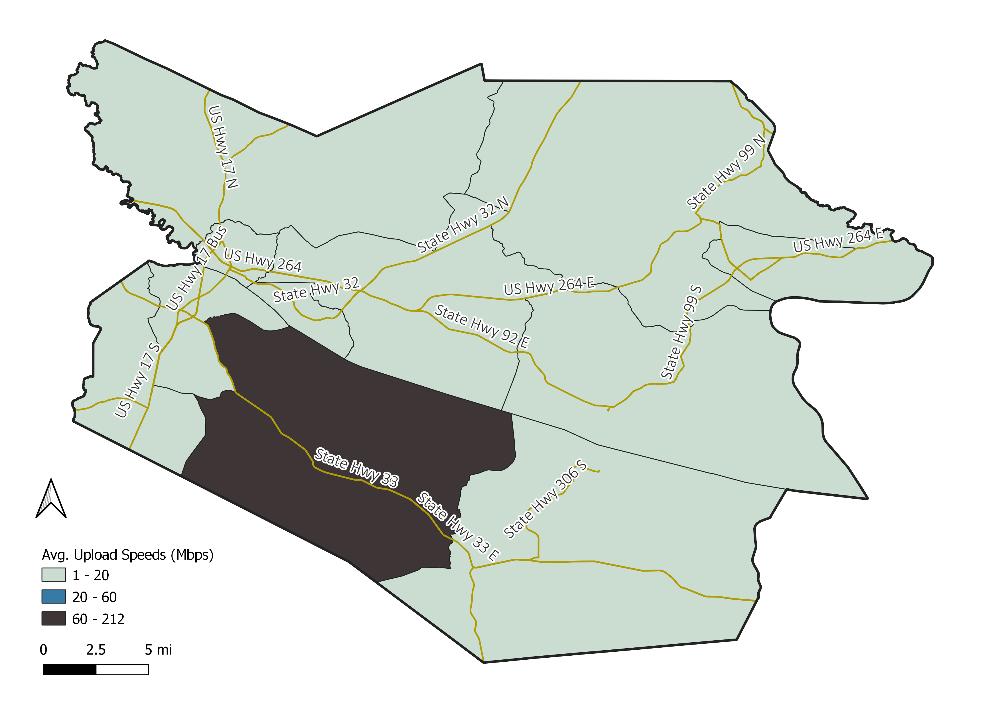 US Hwy 17 N
State Hwy 99 N
State Hwy 32 N
US Hwy 264 E
US Hwy 17 Bus
US Hwy 264
State Hwy 32
US Hwy 264 E
State Hwy 92 E
State Hwy 99 S
US Hwy 17 S
State Hwy 33
State Hwy 306 S
State Hwy 33 E
Avg. Upload Speeds (Mbps)
1 - 20
20 - 60
60 - 212
0 2.5 5 mi